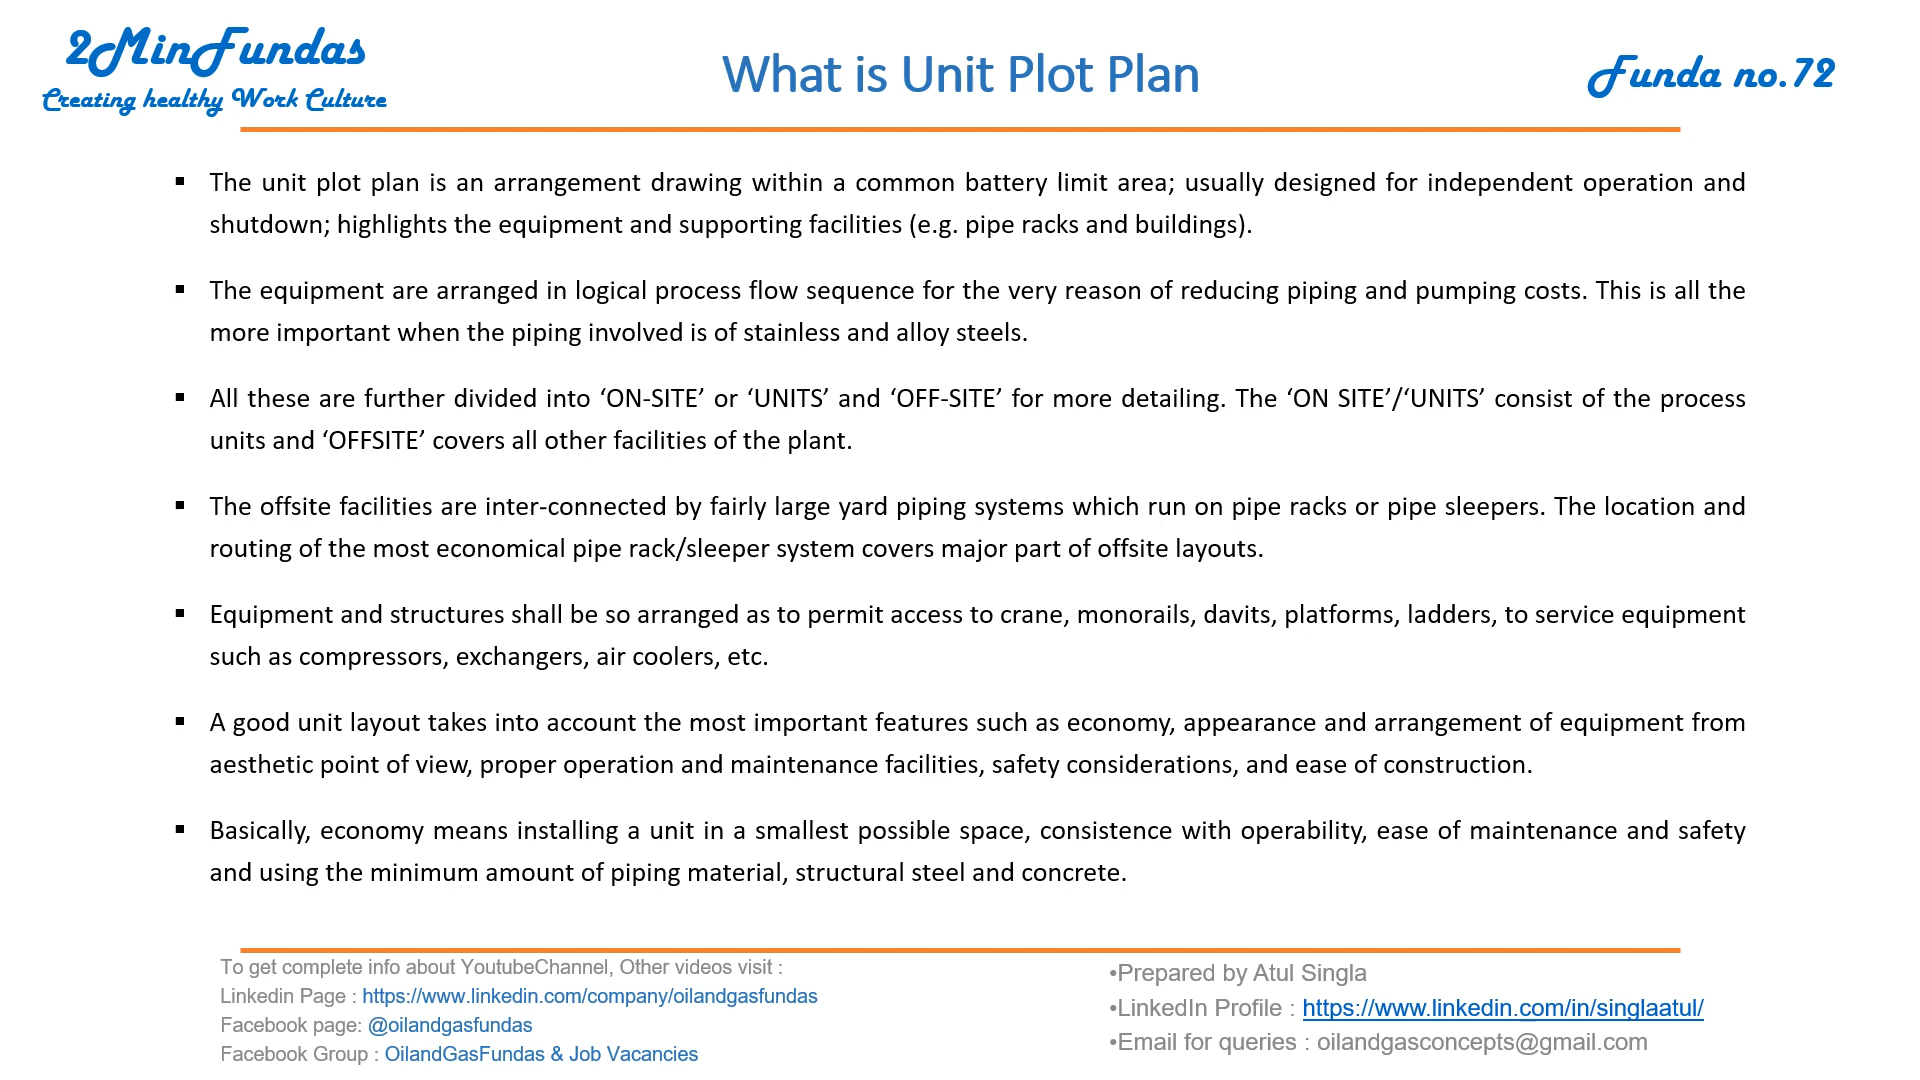 2MinFundas
Creating healthy Work Culture
What is Unit Plot Plan
Funda no.72
▪ The unit plot plan is an arrangement drawing within a common battery limit area; usually designed for independent operation and
shutdown; highlights the equipment and supporting facilities (e.g. pipe racks and buildings).
▪ The equipment are arranged in logical process flow sequence for the very reason of reducing piping and pumping costs. This is all the
more important when the piping involved is of stainless and alloy steels.
▪ All these are further divided into ‘ON-SITE’ or ‘UNITS’ and ‘OFF-SITE’ for more detailing. The ‘ON SITE’/‘UNITS’ consist of the process
units and ‘OFFSITE’ covers all other facilities of the plant.
▪ The offsite facilities are inter-connected by fairly large yard piping systems which run on pipe racks or pipe sleepers. The location and
routing of the most economical pipe rack/sleeper system covers major part of offsite layouts.
▪ Equipment and structures shall be so arranged as to permit access to crane, monorails, davits, platforms, ladders, to service equipment
such as compressors, exchangers, air coolers, etc.
▪ A good unit layout takes into account the most important features such as economy, appearance and arrangement of equipment from
aesthetic point of view, proper operation and maintenance facilities, safety considerations, and ease of construction.
▪ Basically, economy means installing a unit in a smallest possible space, consistence with operability, ease of maintenance and safety
and using the minimum amount of piping material, structural steel and concrete.
To get complete info about YoutubeChannel, Other videos visit :
Linkedin Page : https://www.linkedin.com/company/oilandgasfundas
Facebook page: @oilandgasfundas
Facebook Group : OilandGasFundas & Job Vacancies
•Prepared by Atul Singla
•LinkedIn Profile : https://www.linkedin.com/in/singlaatul/
•Email for queries : oilandgasconcepts@gmail.com